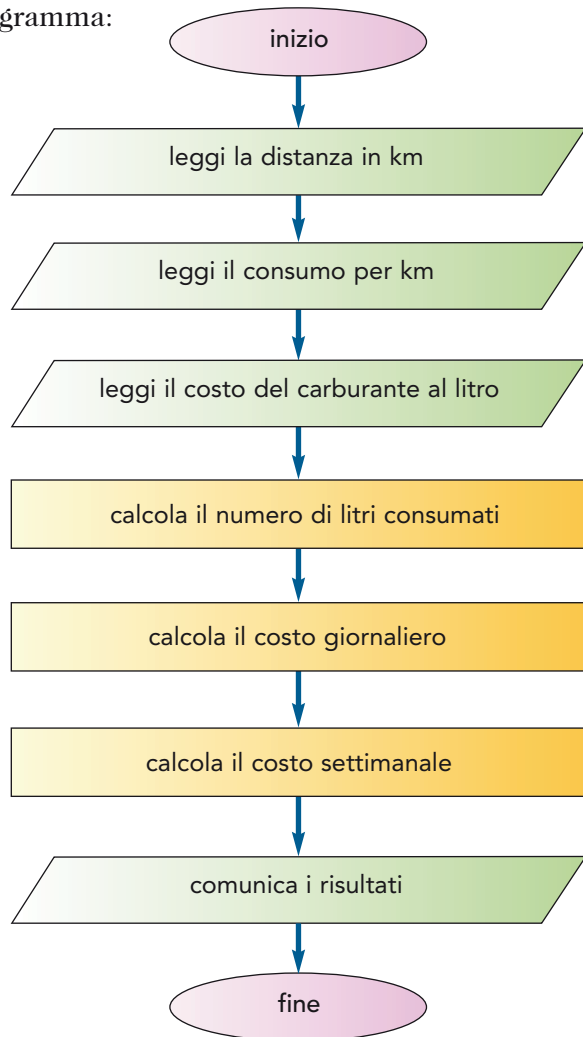 gramma:
inizio
leggi la distanza in km
leggi il consumo per km
leggi il costo del carburante al litro
calcola il numero di litri consumati
calcola il costo giornaliero
calcola il costo settimanale
comunica i risultati
fine